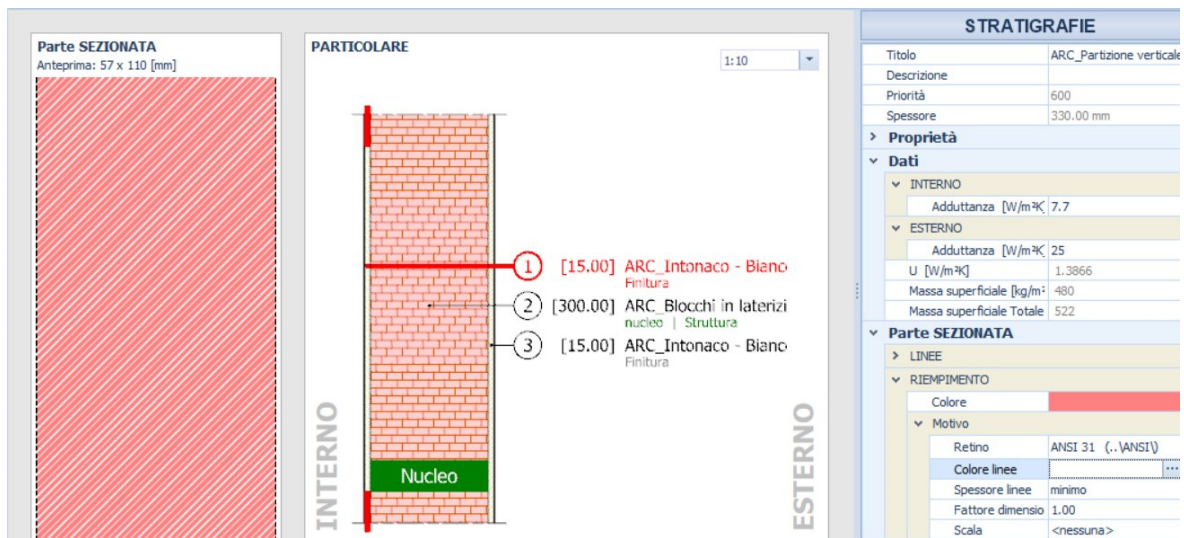 Parte SEZIONATA
Anteprima: 57 x 110 [mm]
PARTICOLARE
1:10
1 [15.00] ARC_Intonaco - Bianc
Finitura
2 [300.00] ARC_Blocchi in laterizi
nucleo | Struttura
3 [15.00] ARC_Intonaco - Bianc
Finitura
INTERNO
Nucleo
ESTERNO
STRATIGRAFIE
Titolo ARC_Partizione verticale
Descrizione
Priorità 600
Spessore 330.00 mm
Proprietà
Dati
INTERNO
Adduttanza [W/m²K] 7.7
ESTERNO
Adduttanza [W/m²K] 25
U [W/m²K] 1.3866
Massa superficiale [kg/m² 480
Massa superficiale Totale 522
Parte SEZIONATA
LINEE
RIEMPIMENTO
Colore
Motivo
Retino ANSI 31 (..\ANSI\)
Colore linee ...
Spessore linee minimo
Fattore dimensio 1.00
Scala <nessuna>